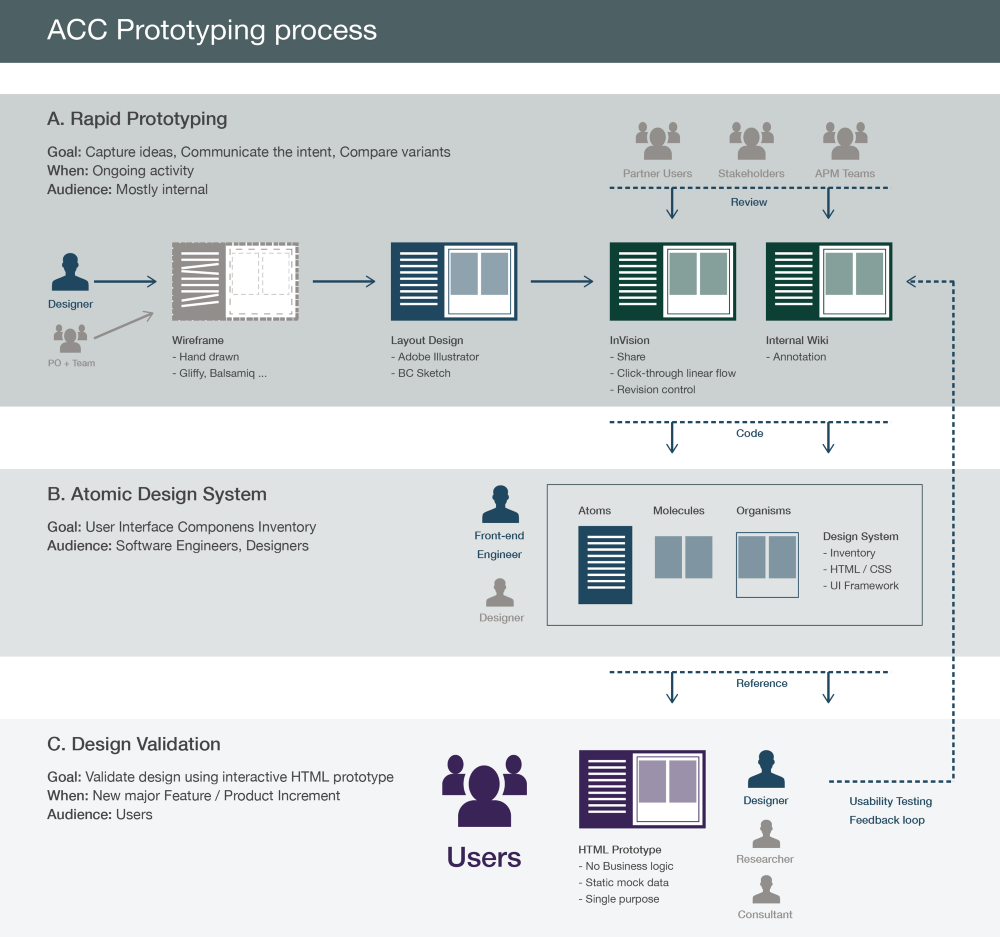 ACC Prototyping process
A. Rapid Prototyping
Goal: Capture ideas, Communicate the intent, Compare variants
When: Ongoing activity
Audience: Mostly internal
Partner Users
Stakeholders
APM Teams
Review
Designer
PO + Team
Wireframe
- Hand drawn
- Gliffy, Balsamiq ...
Layout Design
- Adobe Illustrator
- BC Sketch
InVision
- Share
- Click-through linear flow
- Revision control
Internal Wiki
- Annotation
Code
B. Atomic Design System
Goal: User Interface Componens Inventory
Audience: Software Engineers, Designers
Front-end
Engineer
Designer
Atoms
Molecules
Organisms
Design System
- Inventory
- HTML / CSS
- UI Framework
Reference
C. Design Validation
Goal: Validate design using interactive HTML prototype
When: New major Feature / Product Increment
Audience: Users
Users
HTML Prototype
- No Business logic
- Static mock data
- Single purpose
Designer
Researcher
Consultant
Usability Testing
Feedback loop